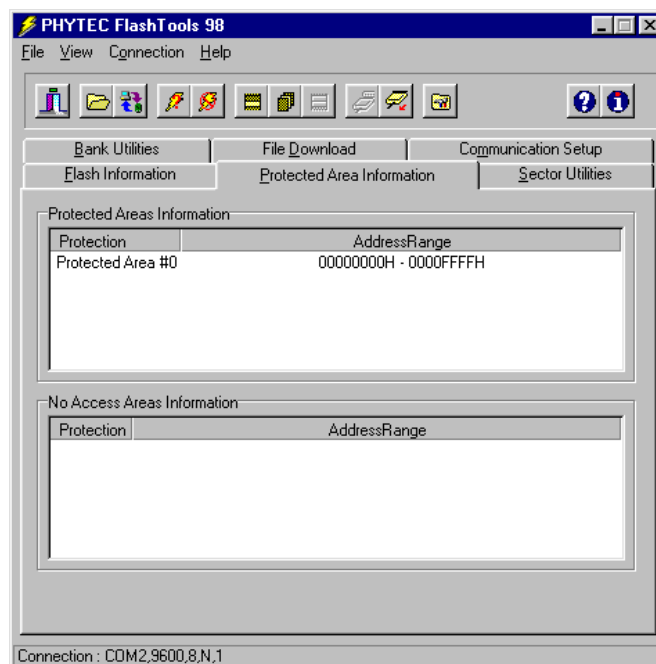 PHYTEC FlashTools 98
File View Connection Help
Bank Utilities File Download Communication Setup
Flash Information Protected Area Information Sector Utilities
Protected Areas Information
Protection AddressRange
Protected Area #0 00000000H - 0000FFFFH
No Access Areas Information
Protection AddressRange
Connection : COM2,9600,8,N,1